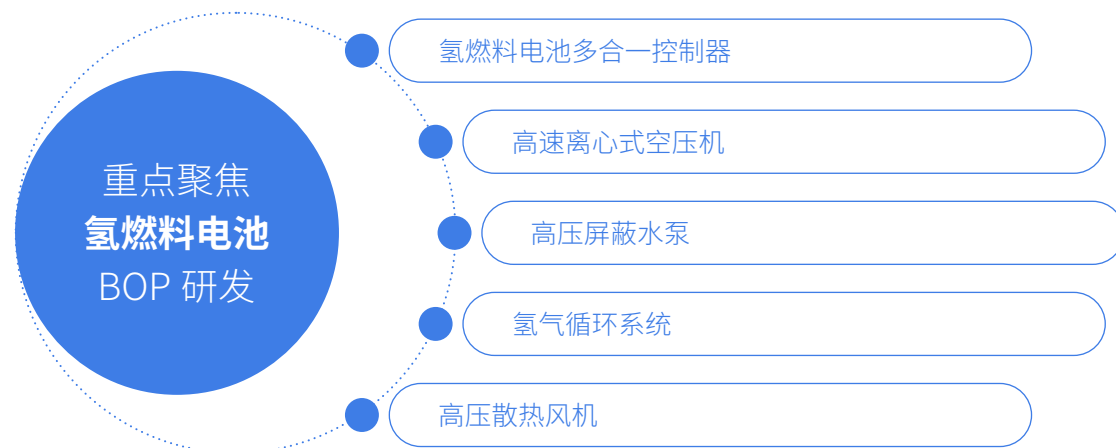 重点聚焦
氢燃料电池
BOP 研发
氢燃料电池多合一控制器
高速离心式空压机
高压屏蔽水泵
氢气循环系统
高压散热风机